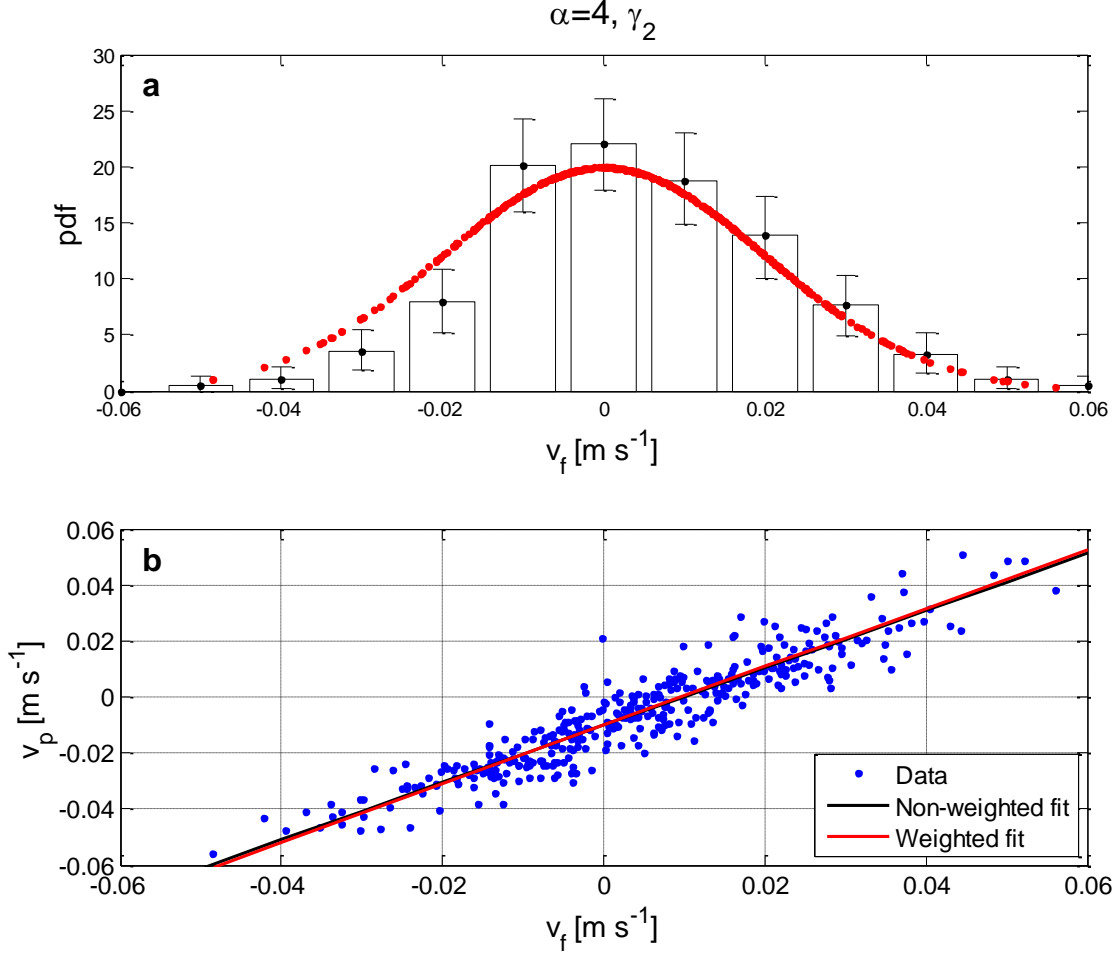 α=4, γ2
a
pdf
30
25
20
15
10
5
0
-0.06 -0.04 -0.02 0 0.02 0.04 0.06
vf [m s-1]
b
vp [m s-1]
0.06
0.04
0.02
0
-0.02
-0.04
-0.06
Data
Non-weighted fit
Weighted fit
-0.06 -0.04 -0.02 0 0.02 0.04 0.06
vf [m s-1]